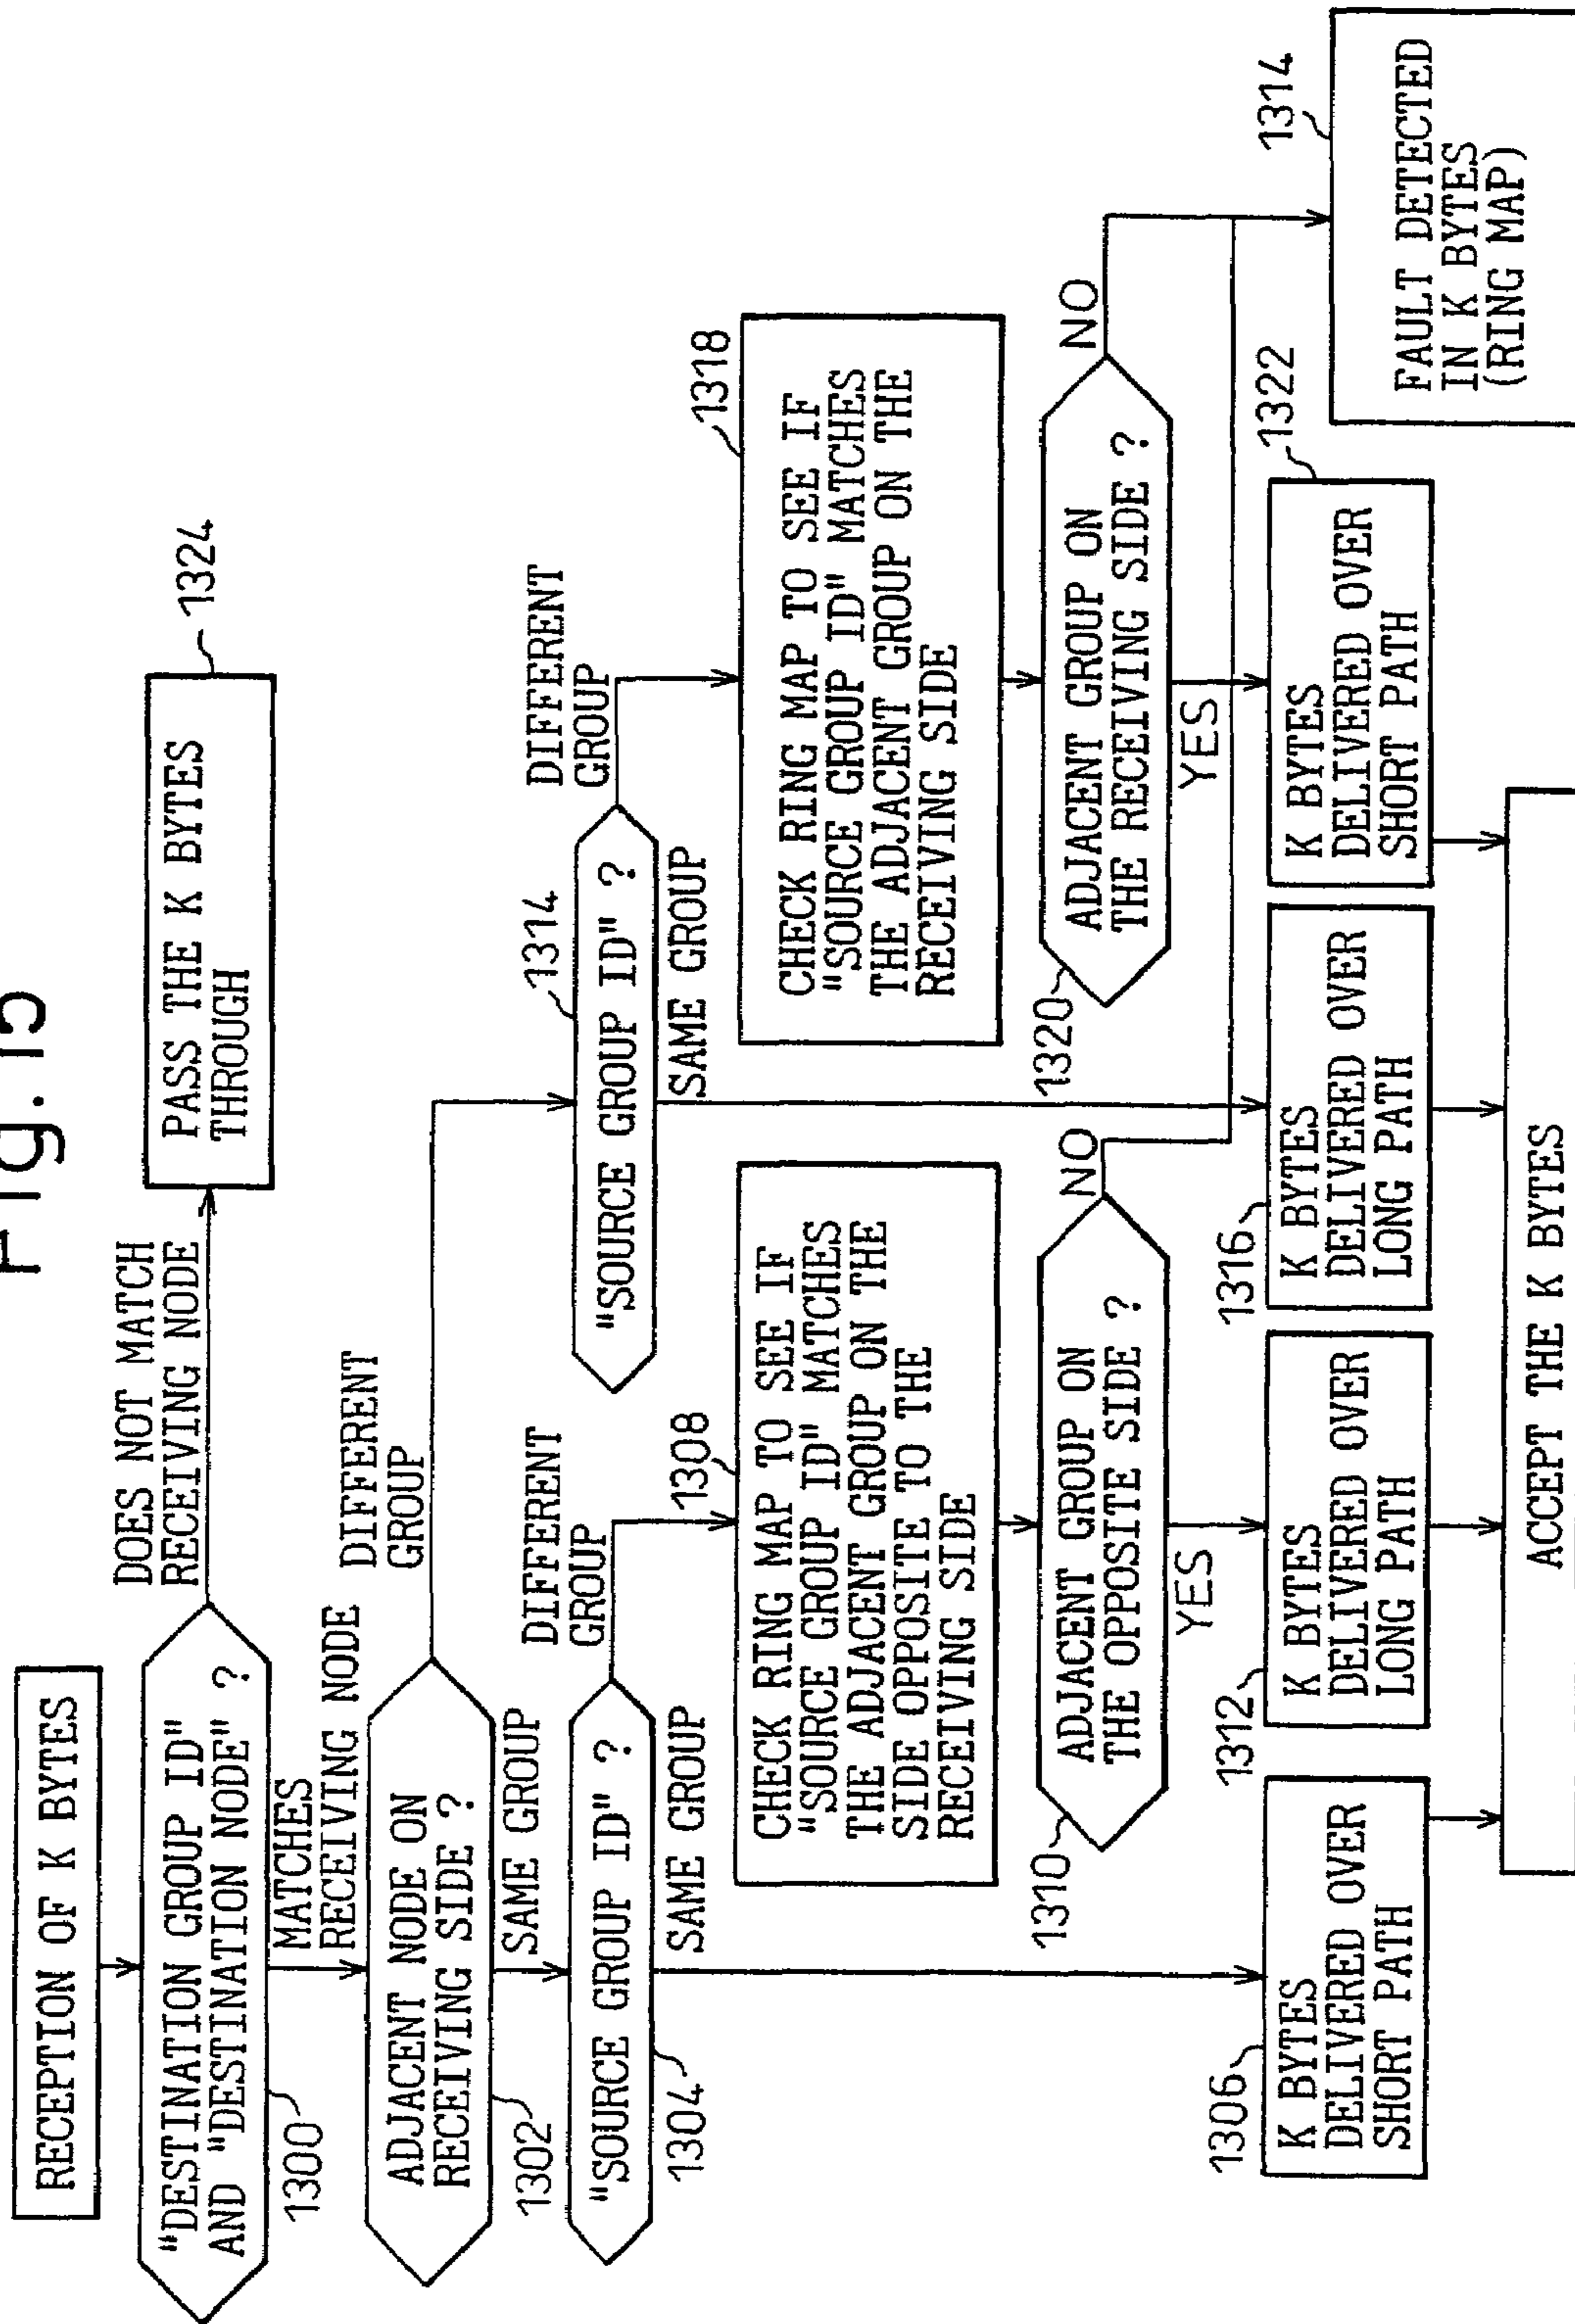 Fig. 15
RECEPTION OF K BYTES
"DESTINATION GROUP ID"
AND "DESTINATION NODE" ?
1300
DOES NOT MATCH
RECEIVING NODE
PASS THE K BYTES
THROUGH
1324
MATCHES
RECEIVING NODE
ADJACENT NODE ON
RECEIVING SIDE ?
1302
DIFFERENT
GROUP
SAME GROUP
"SOURCE GROUP ID" ?
1304
DIFFERENT
GROUP
SAME GROUP
"SOURCE GROUP ID" ?
1314
DIFFERENT
GROUP
SAME GROUP
CHECK RING MAP TO SEE IF
"SOURCE GROUP ID" MATCHES
THE ADJACENT GROUP ON THE
SIDE OPPOSITE TO THE
RECEIVING SIDE
1308
CHECK RING MAP TO SEE IF
"SOURCE GROUP ID" MATCHES
THE ADJACENT GROUP ON THE
RECEIVING SIDE
1318
ADJACENT GROUP ON
THE OPPOSITE SIDE ?
1310
NO
YES
ADJACENT GROUP ON
THE RECEIVING SIDE ?
1320
NO
YES
1306
K BYTES
DELIVERED OVER
SHORT PATH
1312
K BYTES
DELIVERED OVER
LONG PATH
1316
K BYTES
DELIVERED OVER
LONG PATH
1322
K BYTES
DELIVERED OVER
SHORT PATH
1314
FAULT DETECTED
IN K BYTES
(RING MAP)
ACCEPT THE K BYTES